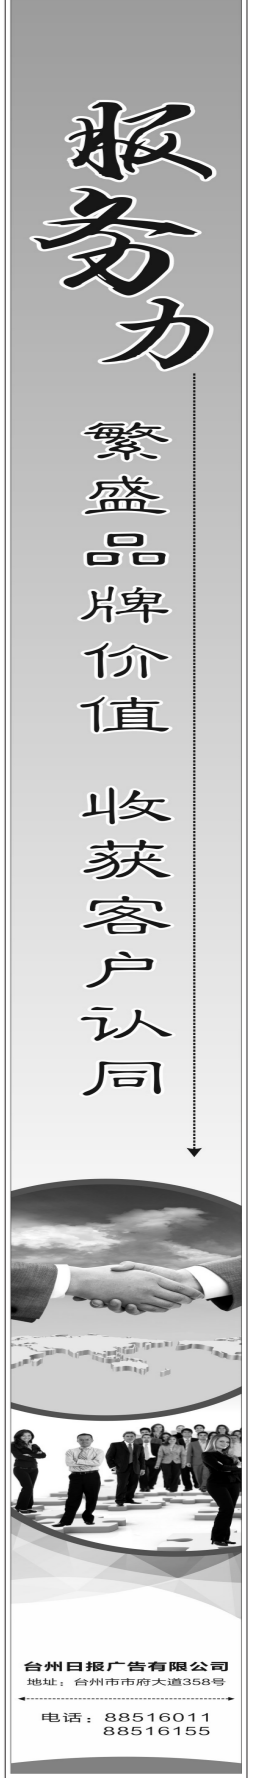 服务力
繁盛品牌价值 收获客户认同
台州日报广告有限公司
地址：台州市市府大道358号
电话：88516011
88516155